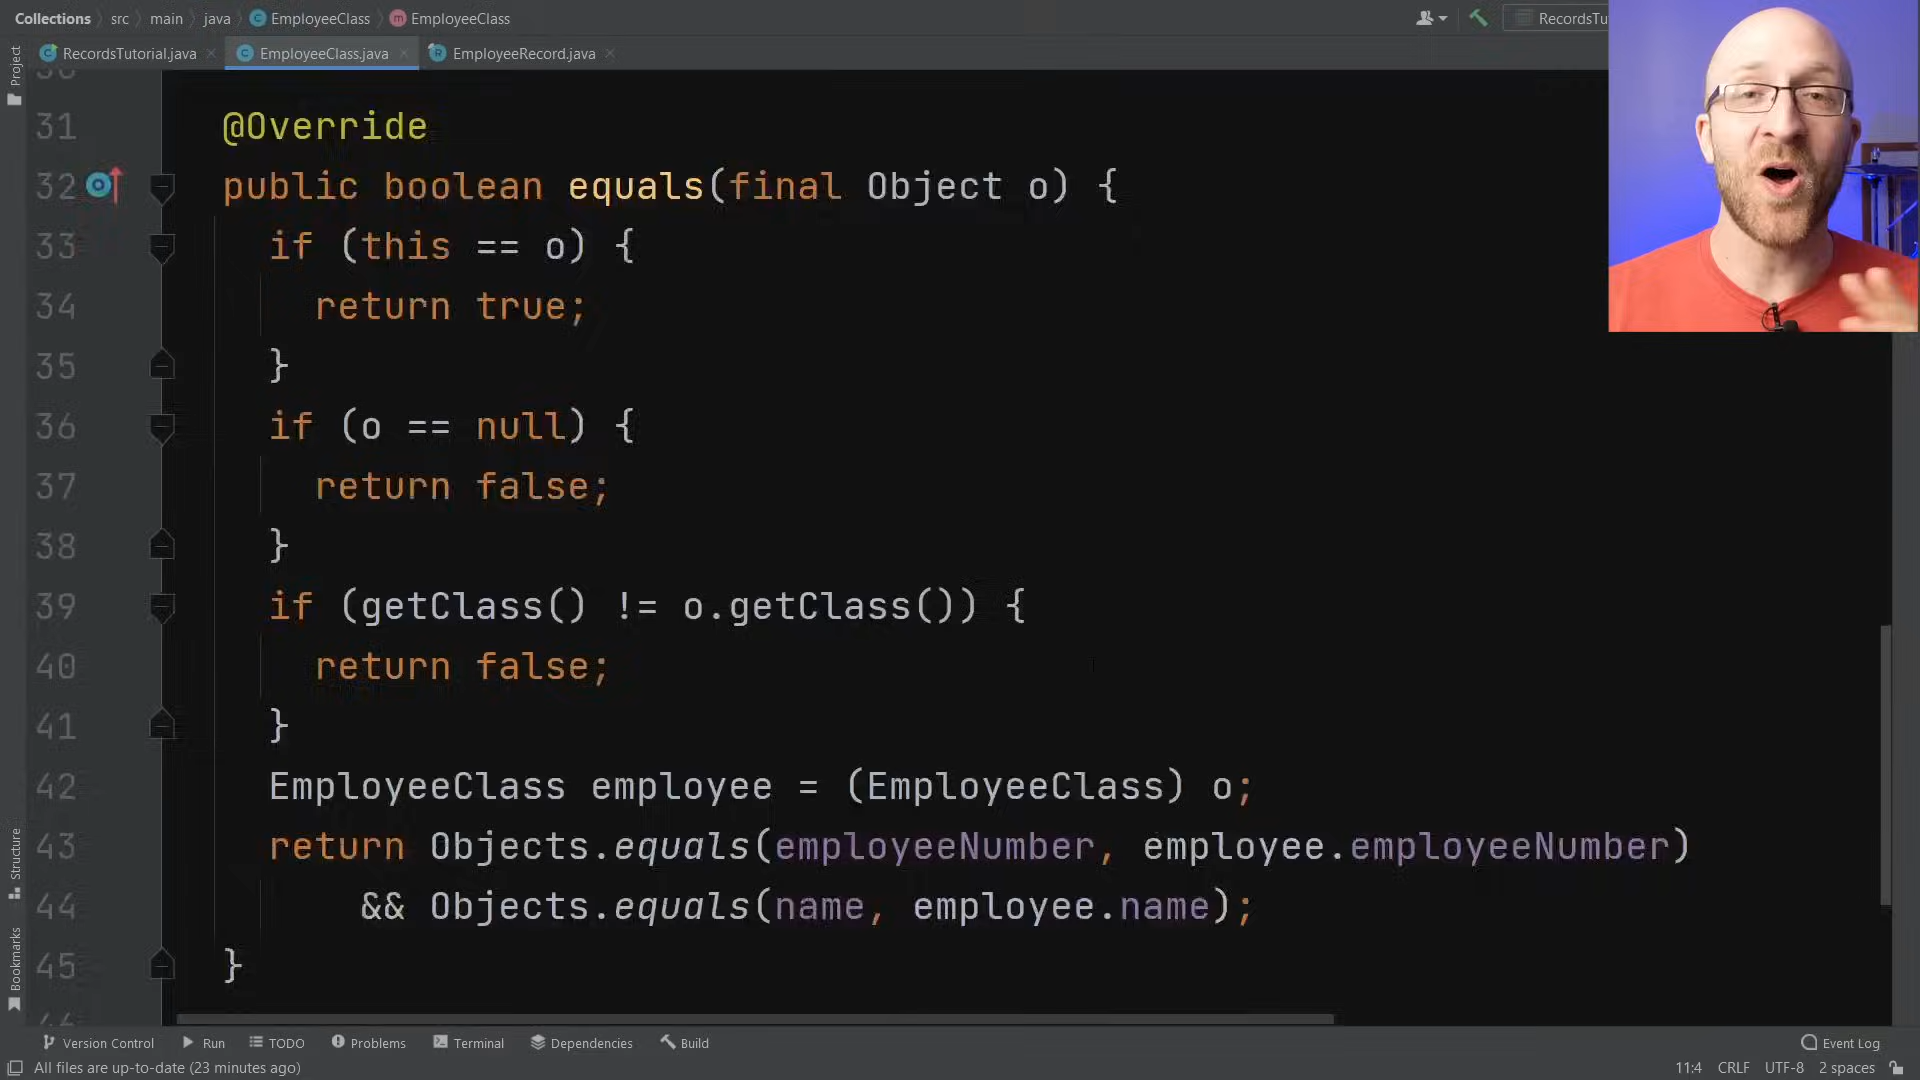 Collections src main java EmployeeClass EmployeeClass
RecordsTu
Project
RecordsTutorial.java EmployeeClass.java EmployeeRecord.java
31 @Override
32 public boolean equals(final Object o) {
33 if (this == o) {
34 return true;
35 }
36 if (o == null) {
37 return false;
38 }
39 if (getClass() != o.getClass()) {
40 return false;
41 }
42 EmployeeClass employee = (EmployeeClass) o;
43 return Objects.equals(employeeNumber, employee.employeeNumber)
44 && Objects.equals(name, employee.name);
45 }
Structure
Bookmarks
Version Control Run TODO Problems Terminal Dependencies Build Event Log
All files are up-to-date (23 minutes ago) 11:4 CRLF UTF-8 2 spaces